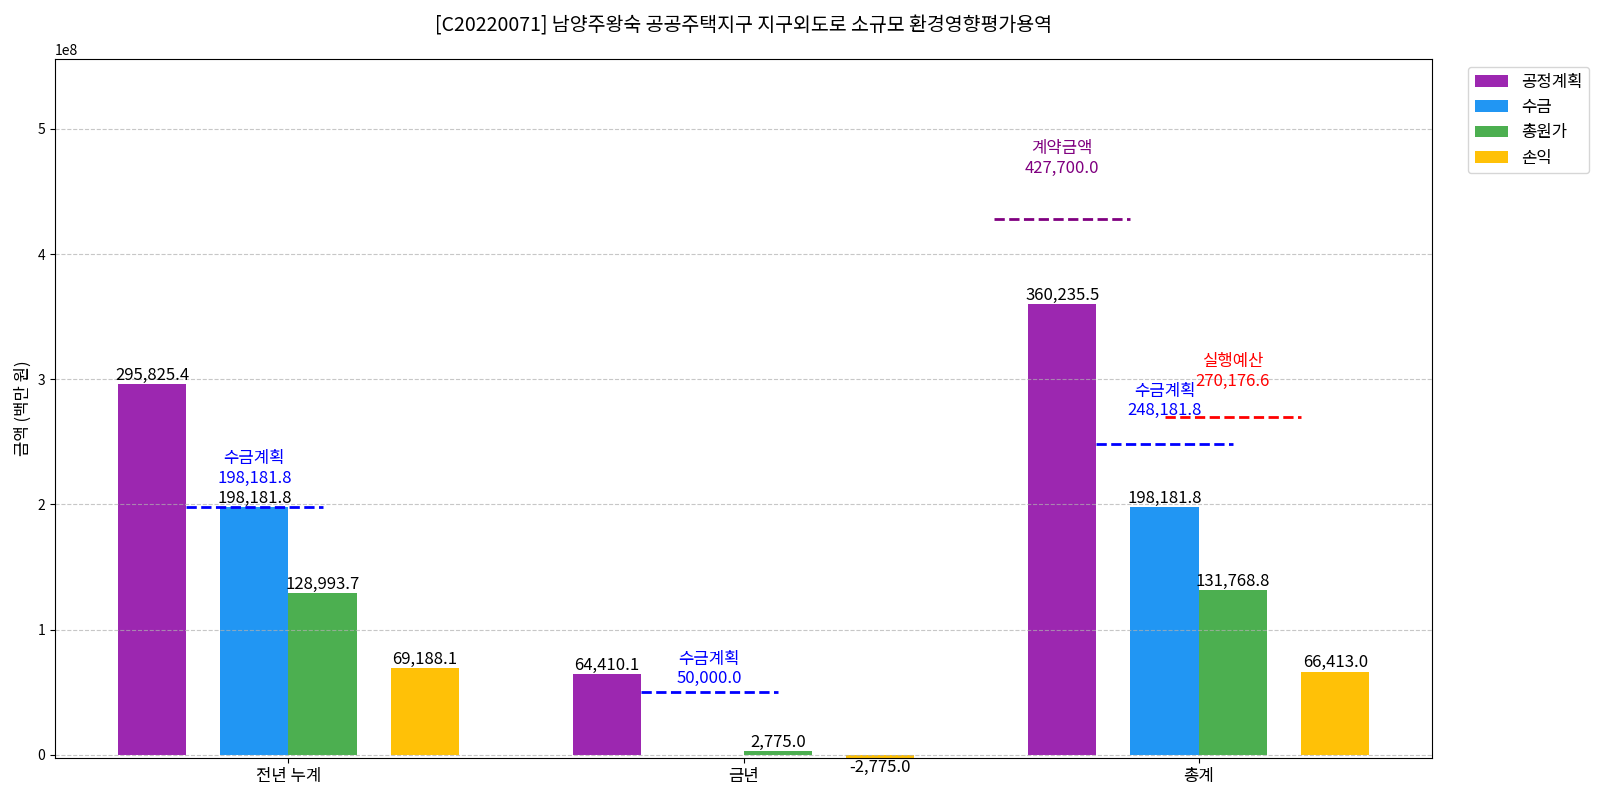 [C20220071] 남양주왕숙 공공주택지구 지구외도로 소규모 환경영향평가용역
1e8
공정계획
수금
총원가
손익
금액 (백만 원)
5
4
3
2
1
0
295,825.4
수금계획
198,181.8
198,181.8
128,993.7
69,188.1
64,410.1
수금계획
50,000.0
2,775.0
-2,775.0
계약금액
427,700.0
360,235.5
실행예산
270,176.6
수금계획
248,181.8
198,181.8
131,768.8
66,413.0
전년 누계
금년
총계